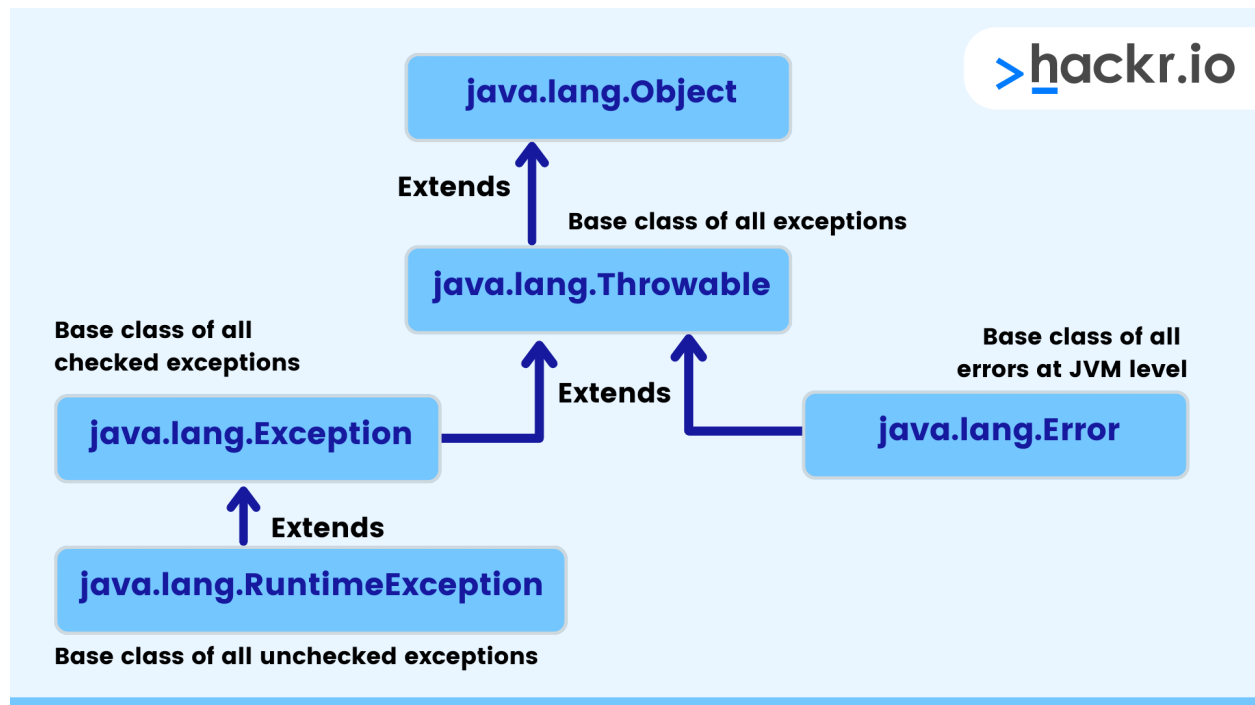 >hackr.io
java.lang.Object
Extends
Base class of all exceptions
java.lang.Throwable
Base class of all
checked exceptions
Base class of all
errors at JVM level
Extends
java.lang.Exception
java.lang.Error
Extends
java.lang.RuntimeException
Base class of all unchecked exceptions